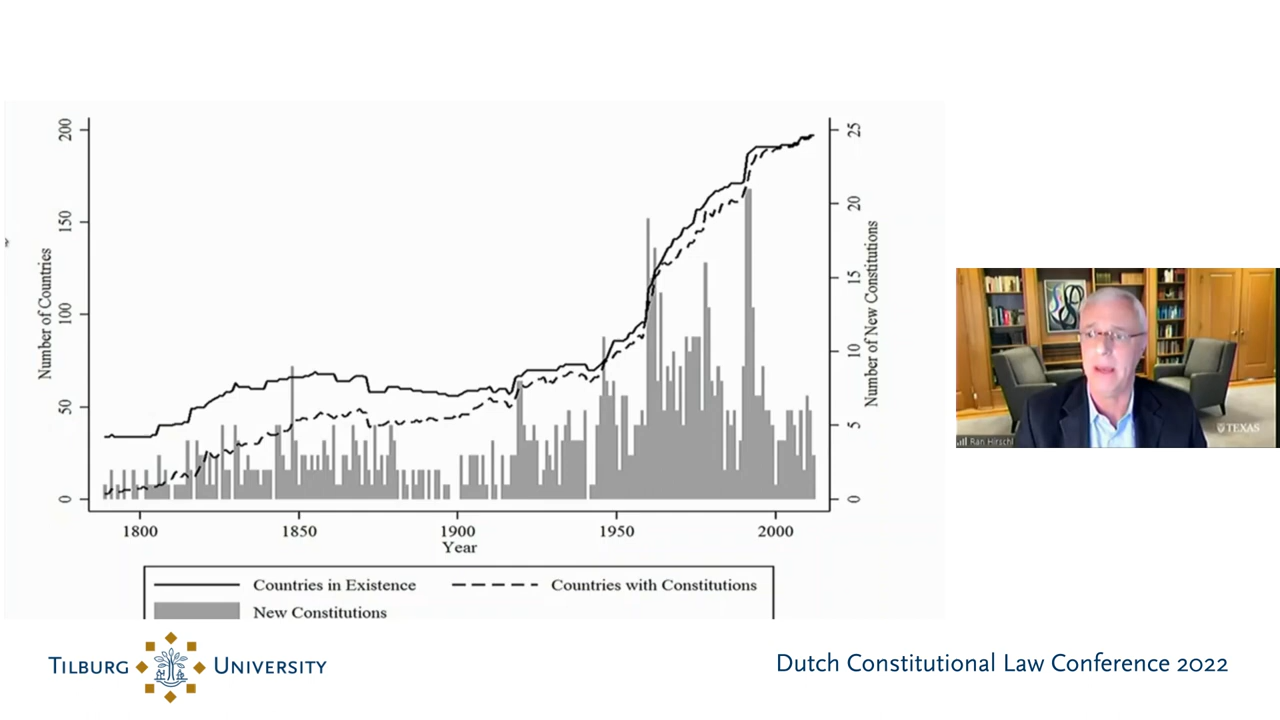 200
150
100
50
0
Number of Countries
25
20
15
10
5
0
Number of New Constitutions
1800 1850 1900 1950 2000
Year
Countries in Existence Countries with Constitutions
New Constitutions
TEXAS
Ran Hirschl
TILBURG UNIVERSITY
Dutch Constitutional Law Conference 2022